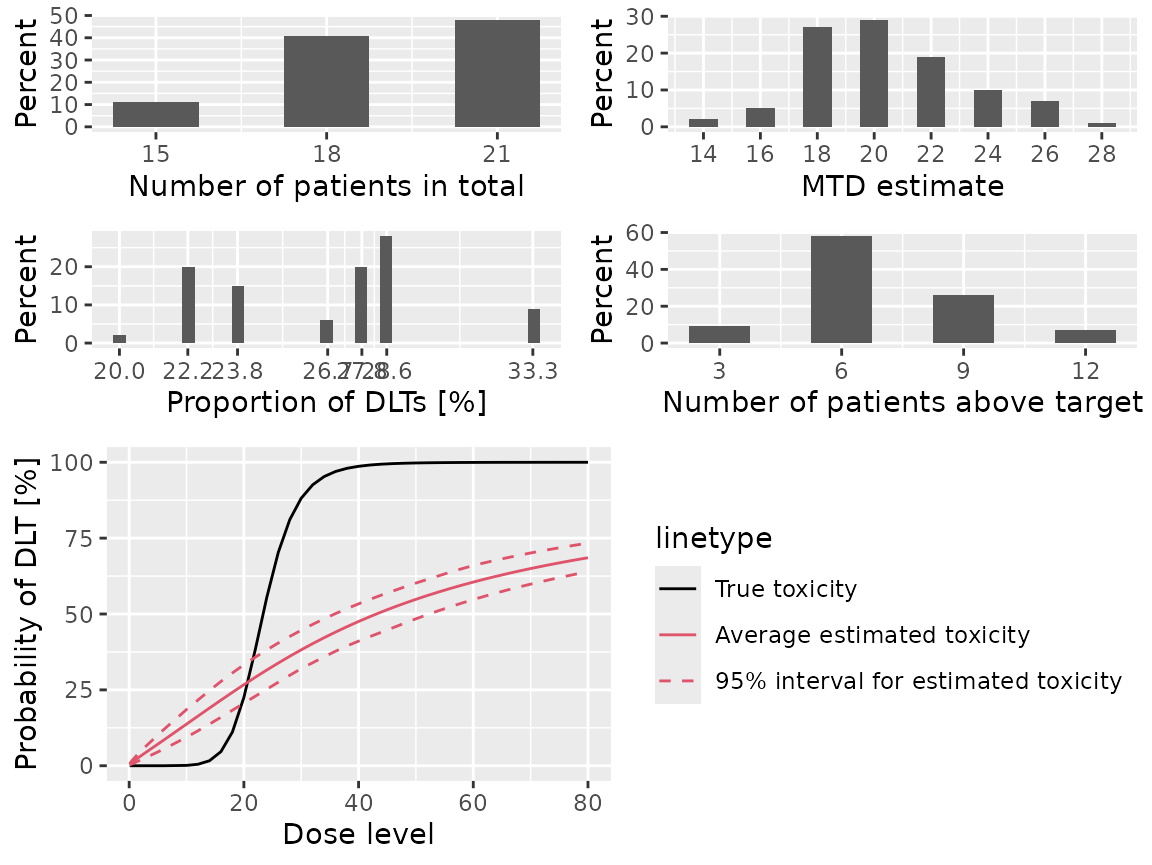 Percent
50
40
30
20
10
0
15 18 21
Number of patients in total
Percent
30
20
10
0
14 16 18 20 22 24 26 28
MTD estimate
Percent
20
10
0
20.0 22.2 23.8 26.7 27.8 28.6 33.3
Proportion of DLTs [%]
Percent
60
40
20
0
3 6 9 12
Number of patients above target
Probability of DLT [%]
100
75
50
25
0
0 20 40 60 80
Dose level
linetype
True toxicity
Average estimated toxicity
95% interval for estimated toxicity